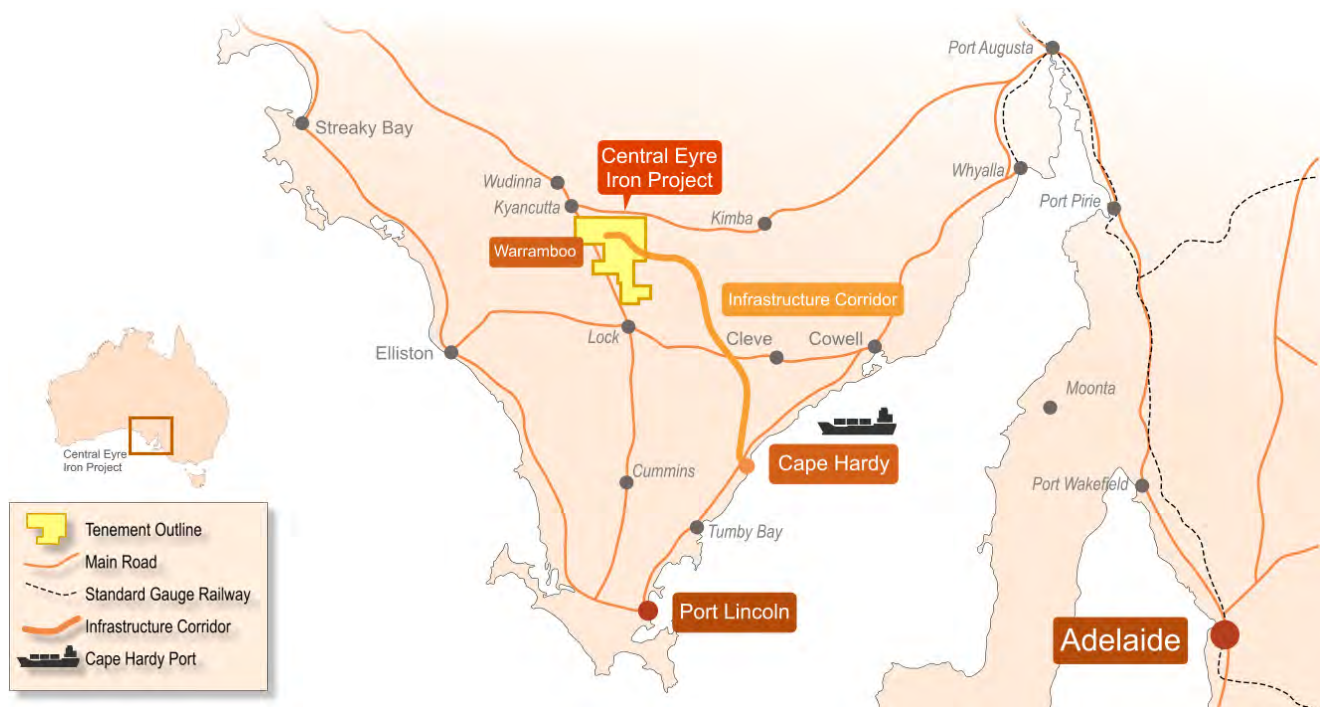 Port Augusta
Streaky Bay
Central Eyre
Iron Project
Wudinna
Whyalla
Kyancutta
Kimba
Port Pirie
Warramboo
Infrastructure Corridor
Lock
Cleve
Cowell
Elliston
Moonta
Central Eyre
Iron Project
Cape Hardy
Cummins
Port Wakefield
Tumby Bay
Port Lincoln
Adelaide
Tenement Outline
Main Road
Standard Gauge Railway
Infrastructure Corridor
Cape Hardy Port